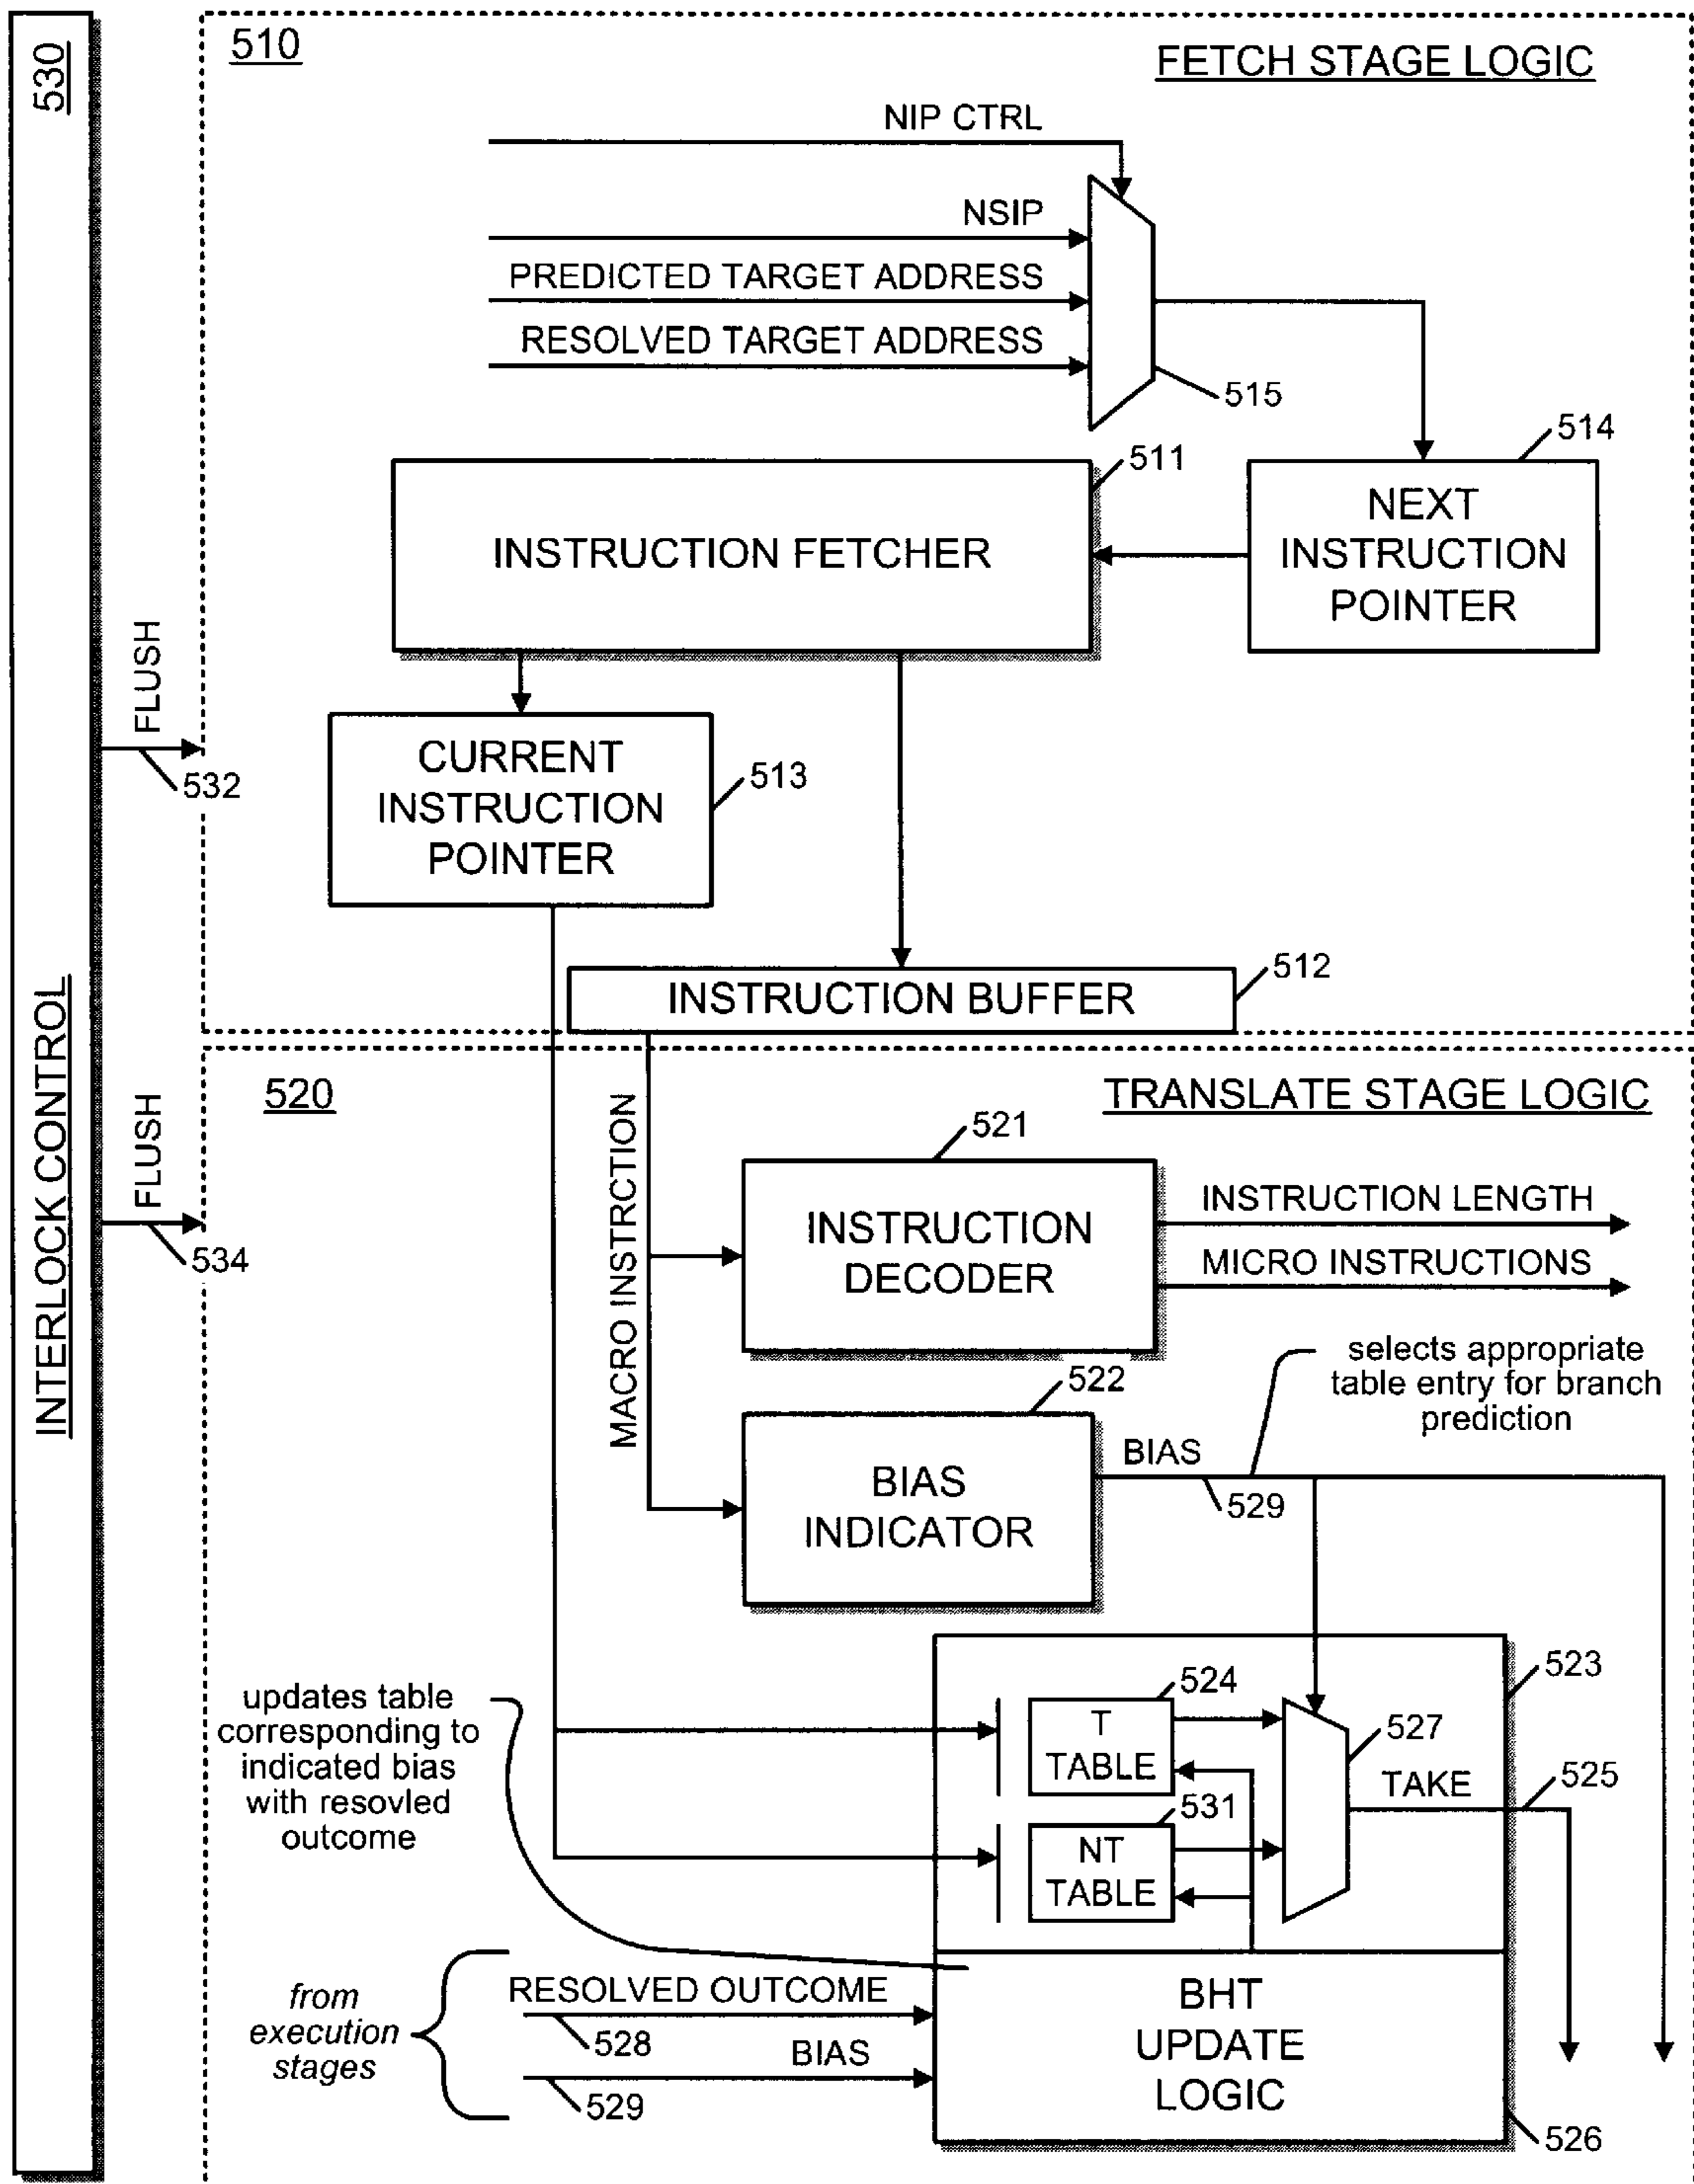 530
INTERLOCK CONTROL
510
FETCH STAGE LOGIC
NIP CTRL
NSIP
PREDICTED TARGET ADDRESS
RESOLVED TARGET ADDRESS
515
514
511
INSTRUCTION FETCHER
NEXT
INSTRUCTION
POINTER
FLUSH
532
CURRENT
INSTRUCTION
POINTER
513
512
INSTRUCTION BUFFER
520
TRANSLATE STAGE LOGIC
FLUSH
534
MACRO INSTRCTION
521
INSTRUCTION
DECODER
INSTRUCTION LENGTH
MICRO INSTRUCTIONS
selects appropriate
table entry for branch
prediction
522
BIAS
INDICATOR
BIAS
529
523
updates table
corresponding to
indicated bias
with resovled
outcome
524
T
TABLE
527
TAKE
525
531
NT
TABLE
from
execution
stages
RESOLVED OUTCOME
528
BIAS
529
BHT
UPDATE
LOGIC
526